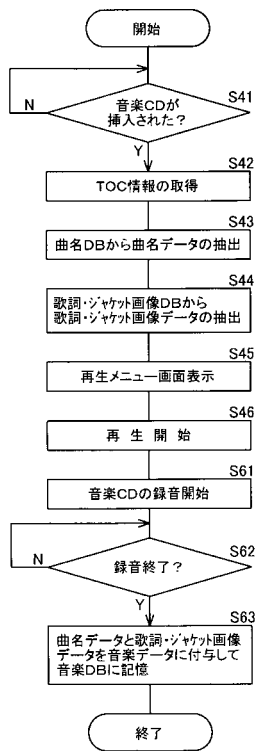 開始
S41
音楽CDが
挿入された?
N
Y
S42
TOC情報の取得
S43
曲名DBから曲名データの抽出
S44
歌詞・ジャケット画像DBから
歌詞・ジャケット画像データの抽出
S45
再生メニュー画面表示
S46
再 生 開 始
S61
音楽CDの録音開始
S62
録音終了?
N
Y
S63
曲名データと歌詞・ジャケット画像
データを音楽データに付与して
音楽DBに記憶
終了